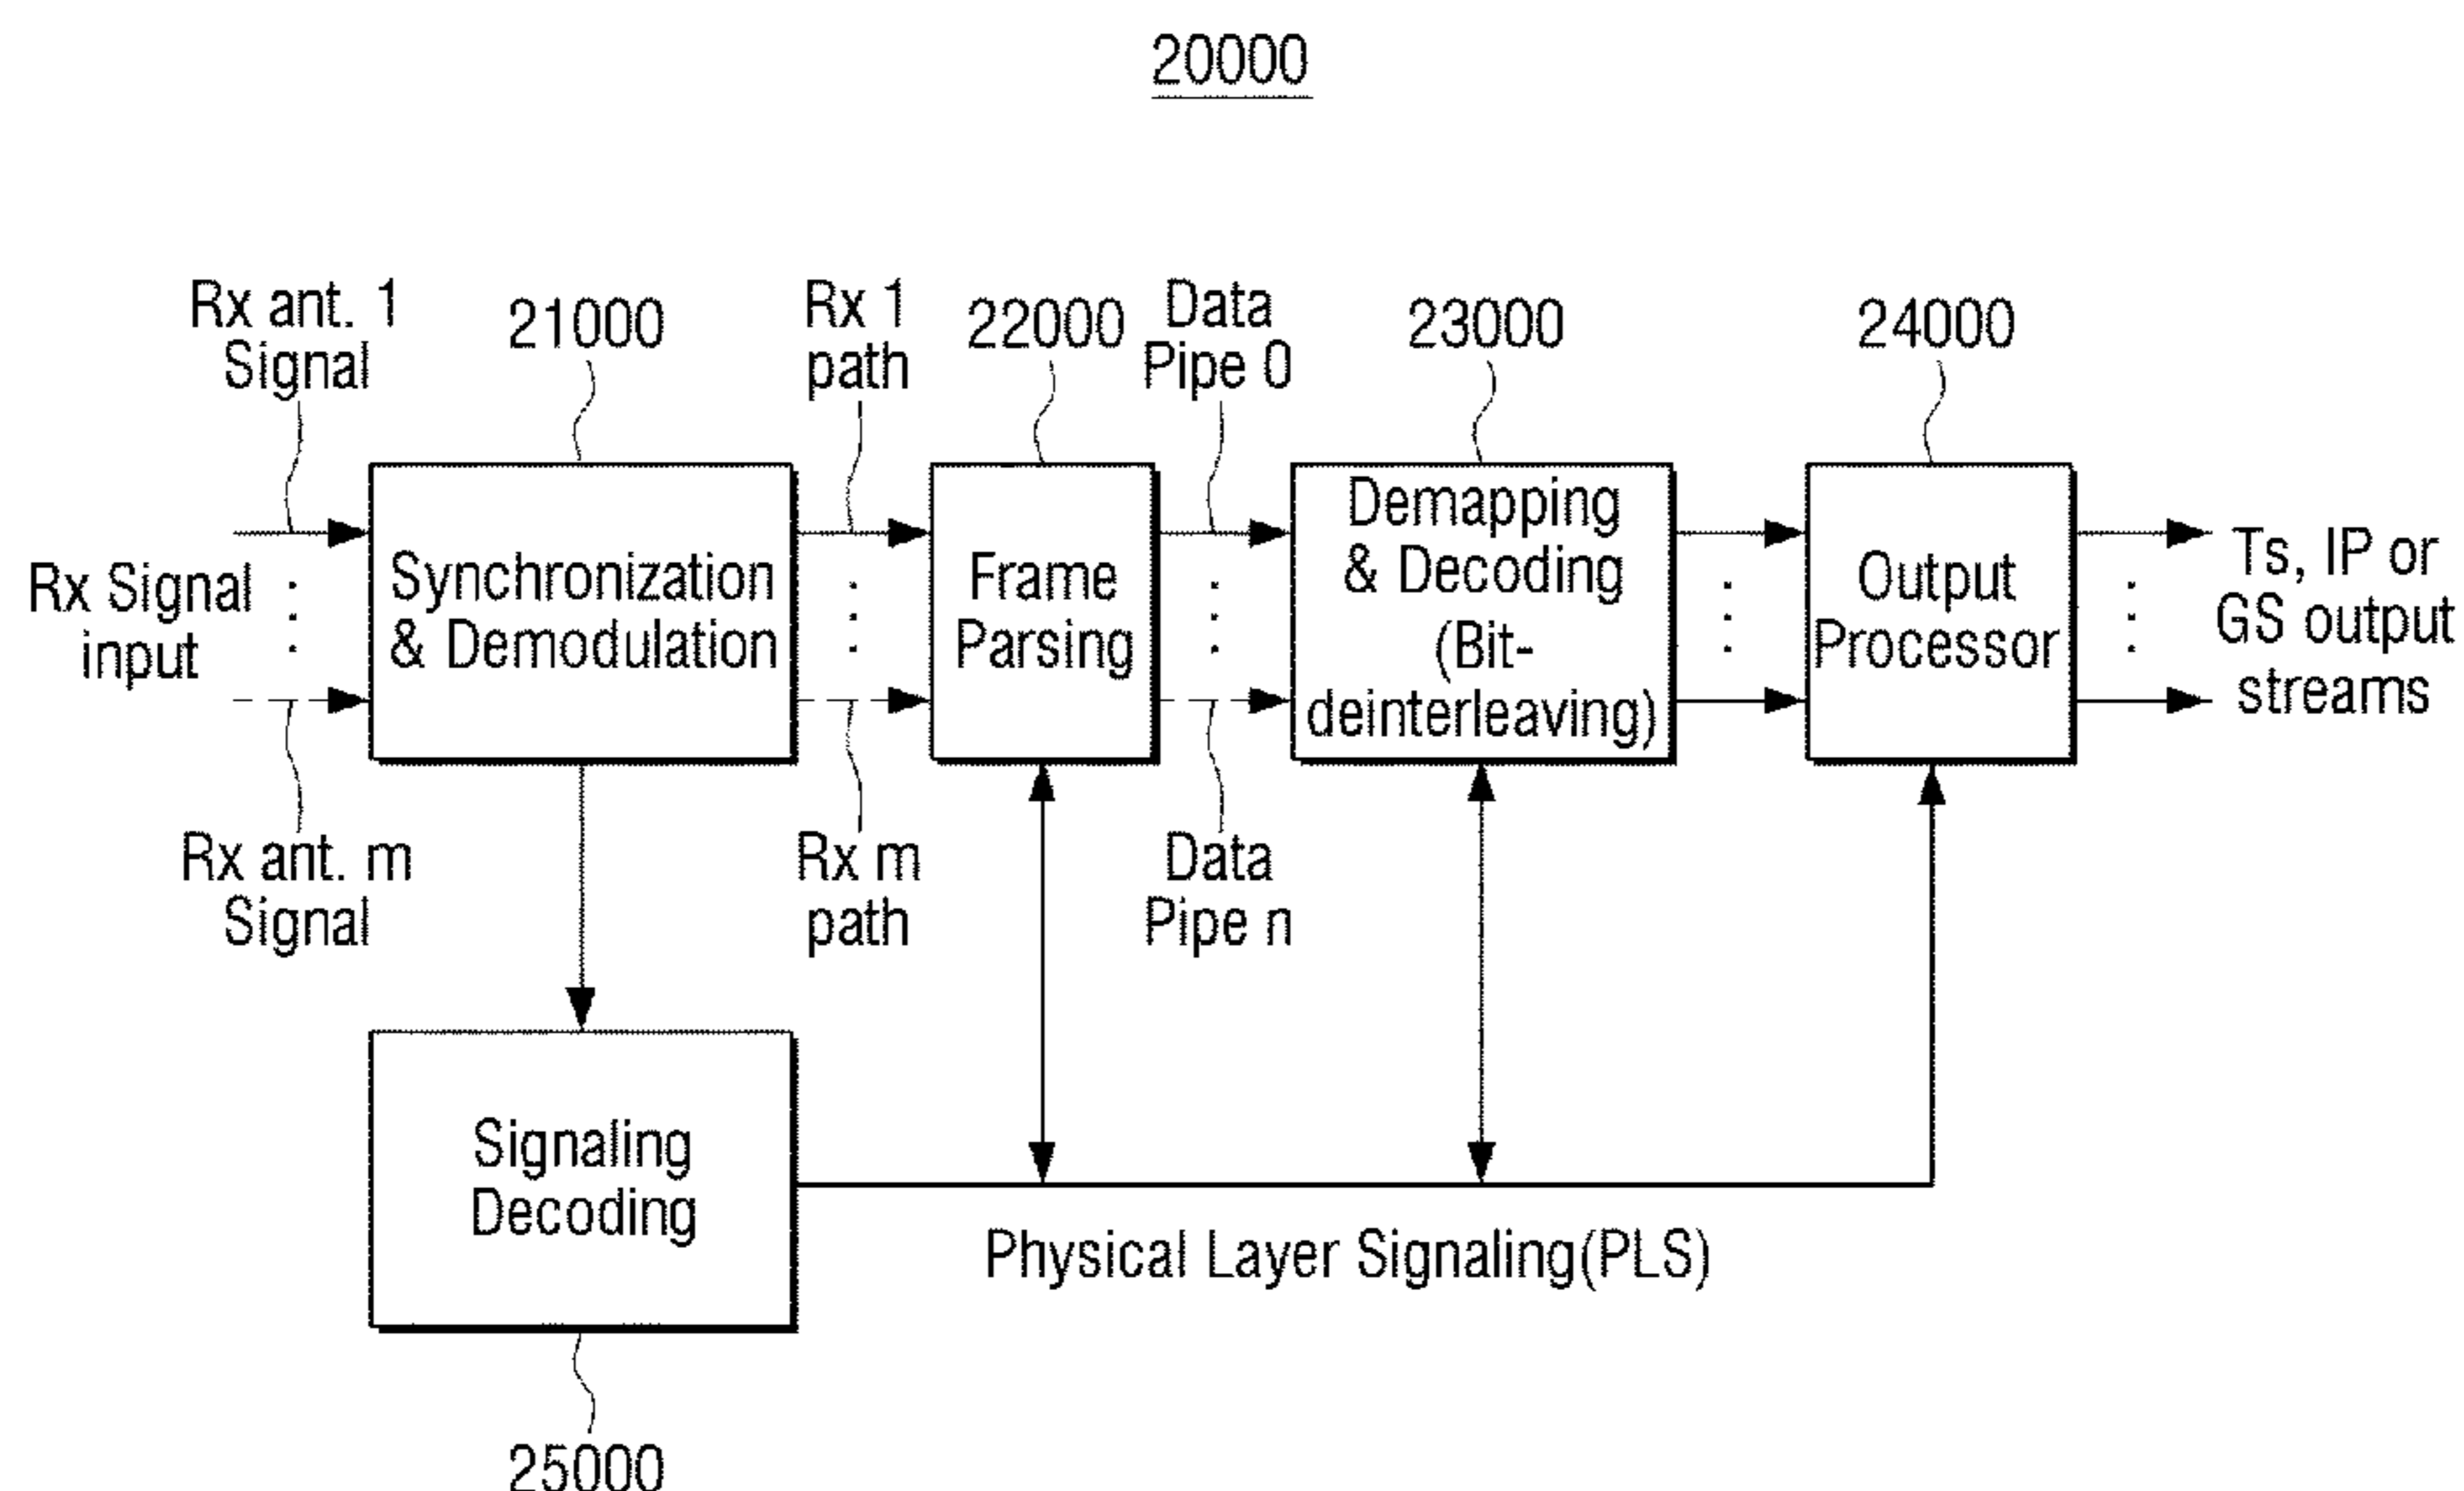 20000
Rx ant. 1
Signal
21000
Rx 1
path
22000
Data
Pipe 0
23000
24000
Rx Signal
input
Synchronization
& Demodulation
Frame
Parsing
Demapping
& Decoding
(Bit-
deinterleaving)
Output
Processor
Ts, IP or
GS output
streams
Rx ant. m
Signal
Rx m
path
Data
Pipe n
Signaling
Decoding
Physical Layer Signaling(PLS)
25000